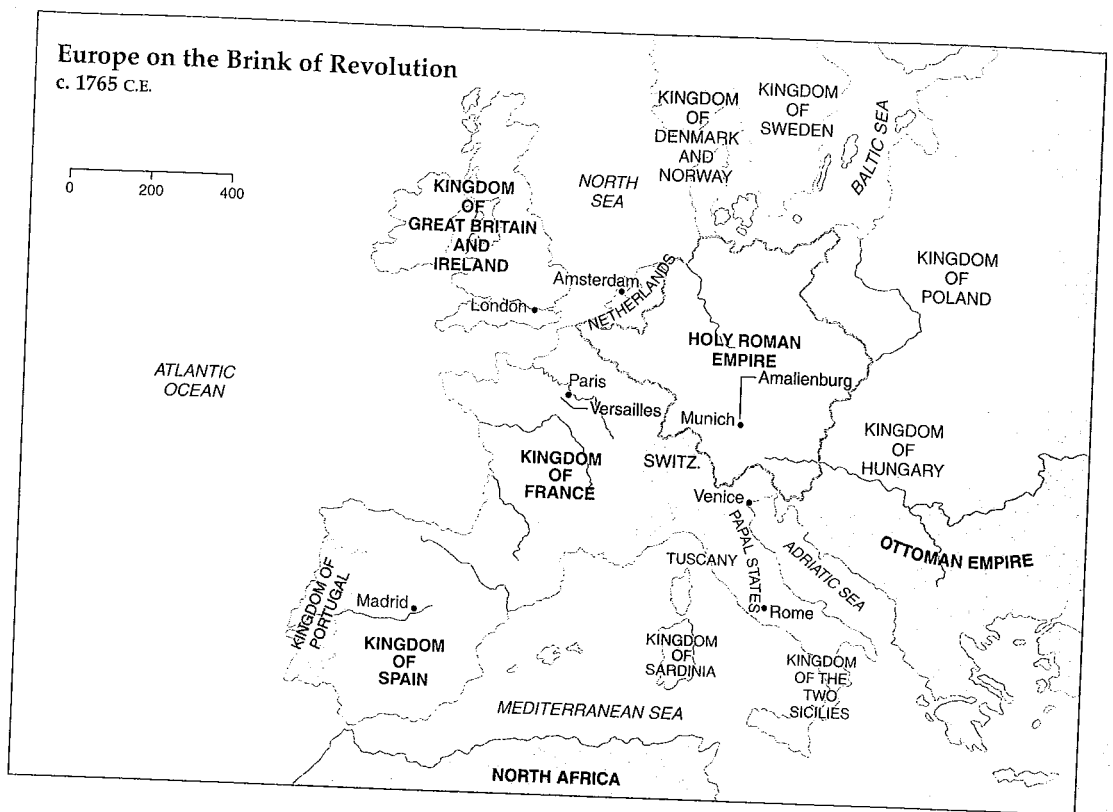 Europe on the Brink of Revolution
c. 1765 C.E.
0
200
400
KINGDOM
OF
DENMARK
AND
NORWAY
KINGDOM
OF
SWEDEN
BALTIC SEA
NORTH
SEA
KINGDOM
OF
GREAT BRITAIN
AND
IRELAND
KINGDOM
OF
POLAND
Amsterdam
NETHERLANDS
London
HOLY ROMAN
EMPIRE
ATLANTIC
OCEAN
Amalienburg
Paris
Versailles
Munich
KINGDOM
OF
HUNGARY
KINGDOM
OF
FRANCE
SWITZ.
Venice
PAPAL STATES
TUSCANY
ADRIATIC SEA
OTTOMAN EMPIRE
KINGDOM OF
PORTUGAL
Madrid
Rome
KINGDOM
OF
SPAIN
KINGDOM
OF
SARDINIA
KINGDOM
OF THE
TWO
SICILIES
MEDITERRANEAN SEA
NORTH AFRICA